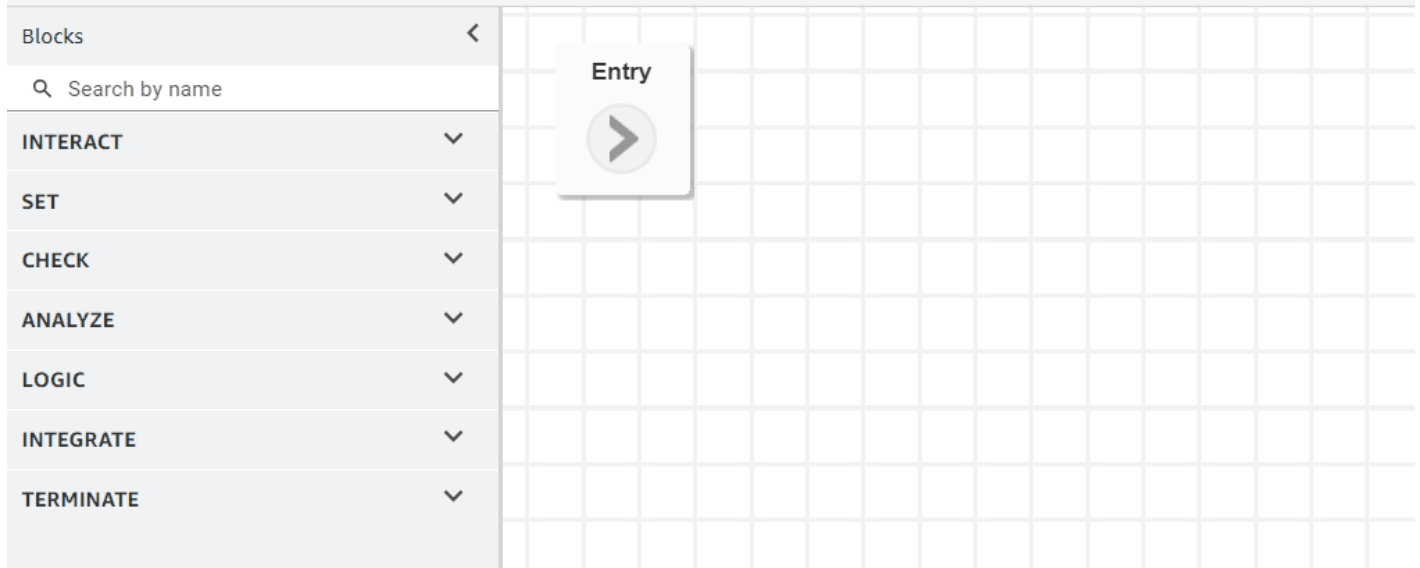 Blocks
Search by name
INTERACT
SET
CHECK
ANALYZE
LOGIC
INTEGRATE
TERMINATE
Entry